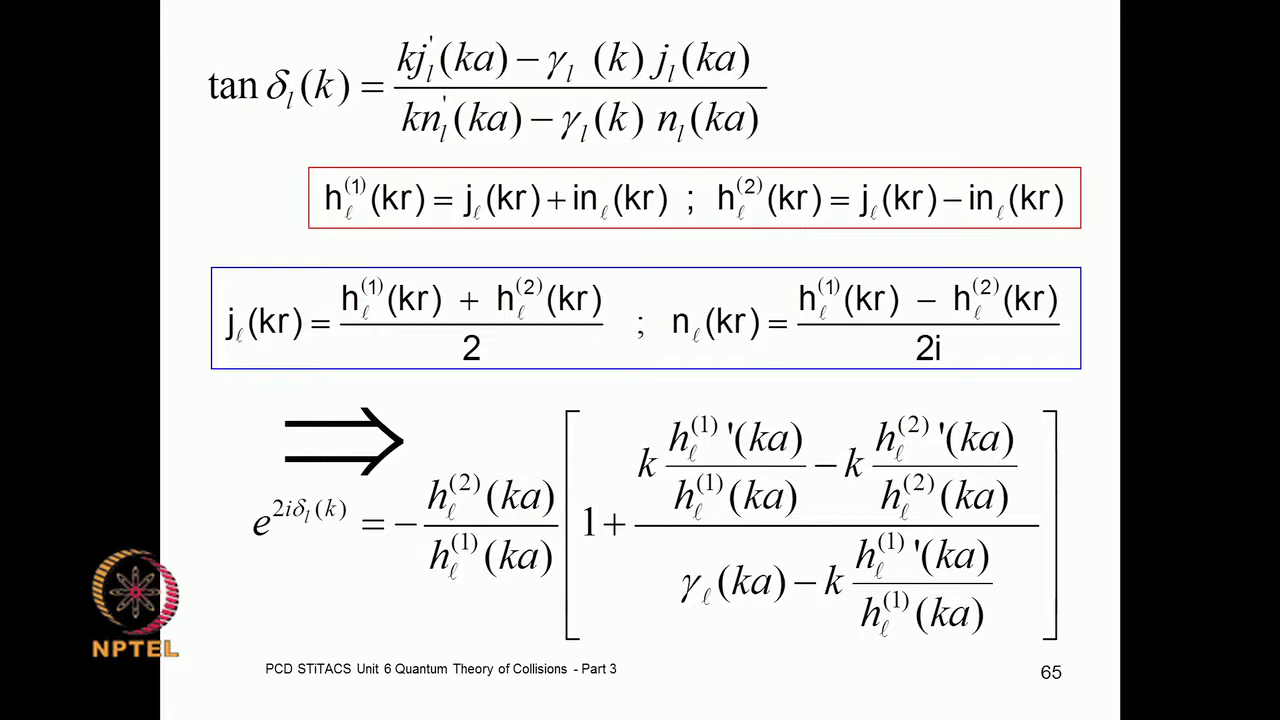 tan δ_l(k) = (kj_l'(ka) − γ_l (k) j_l(ka)) / (kn_l'(ka) − γ_l(k) n_l(ka))
h_ℓ^(1)(kr) = j_ℓ(kr) + in_ℓ(kr) ; h_ℓ^(2)(kr) = j_ℓ(kr) − in_ℓ(kr)
j_ℓ(kr) = (h_ℓ^(1)(kr) + h_ℓ^(2)(kr)) / 2 ; n_ℓ(kr) = (h_ℓ^(1)(kr) − h_ℓ^(2)(kr)) / 2i
⇒
e^(2iδ_l(k)) = − h_ℓ^(2)(ka) / h_ℓ^(1)(ka) [ 1 + (k h_ℓ^(1)'(ka) / h_ℓ^(1)(ka) − k h_ℓ^(2)'(ka) / h_ℓ^(2)(ka)) / (γ_ℓ(ka) − k h_ℓ^(1)'(ka) / h_ℓ^(1)(ka)) ]
NPTEL
PCD STiTACS Unit 6 Quantum Theory of Collisions - Part 3
65